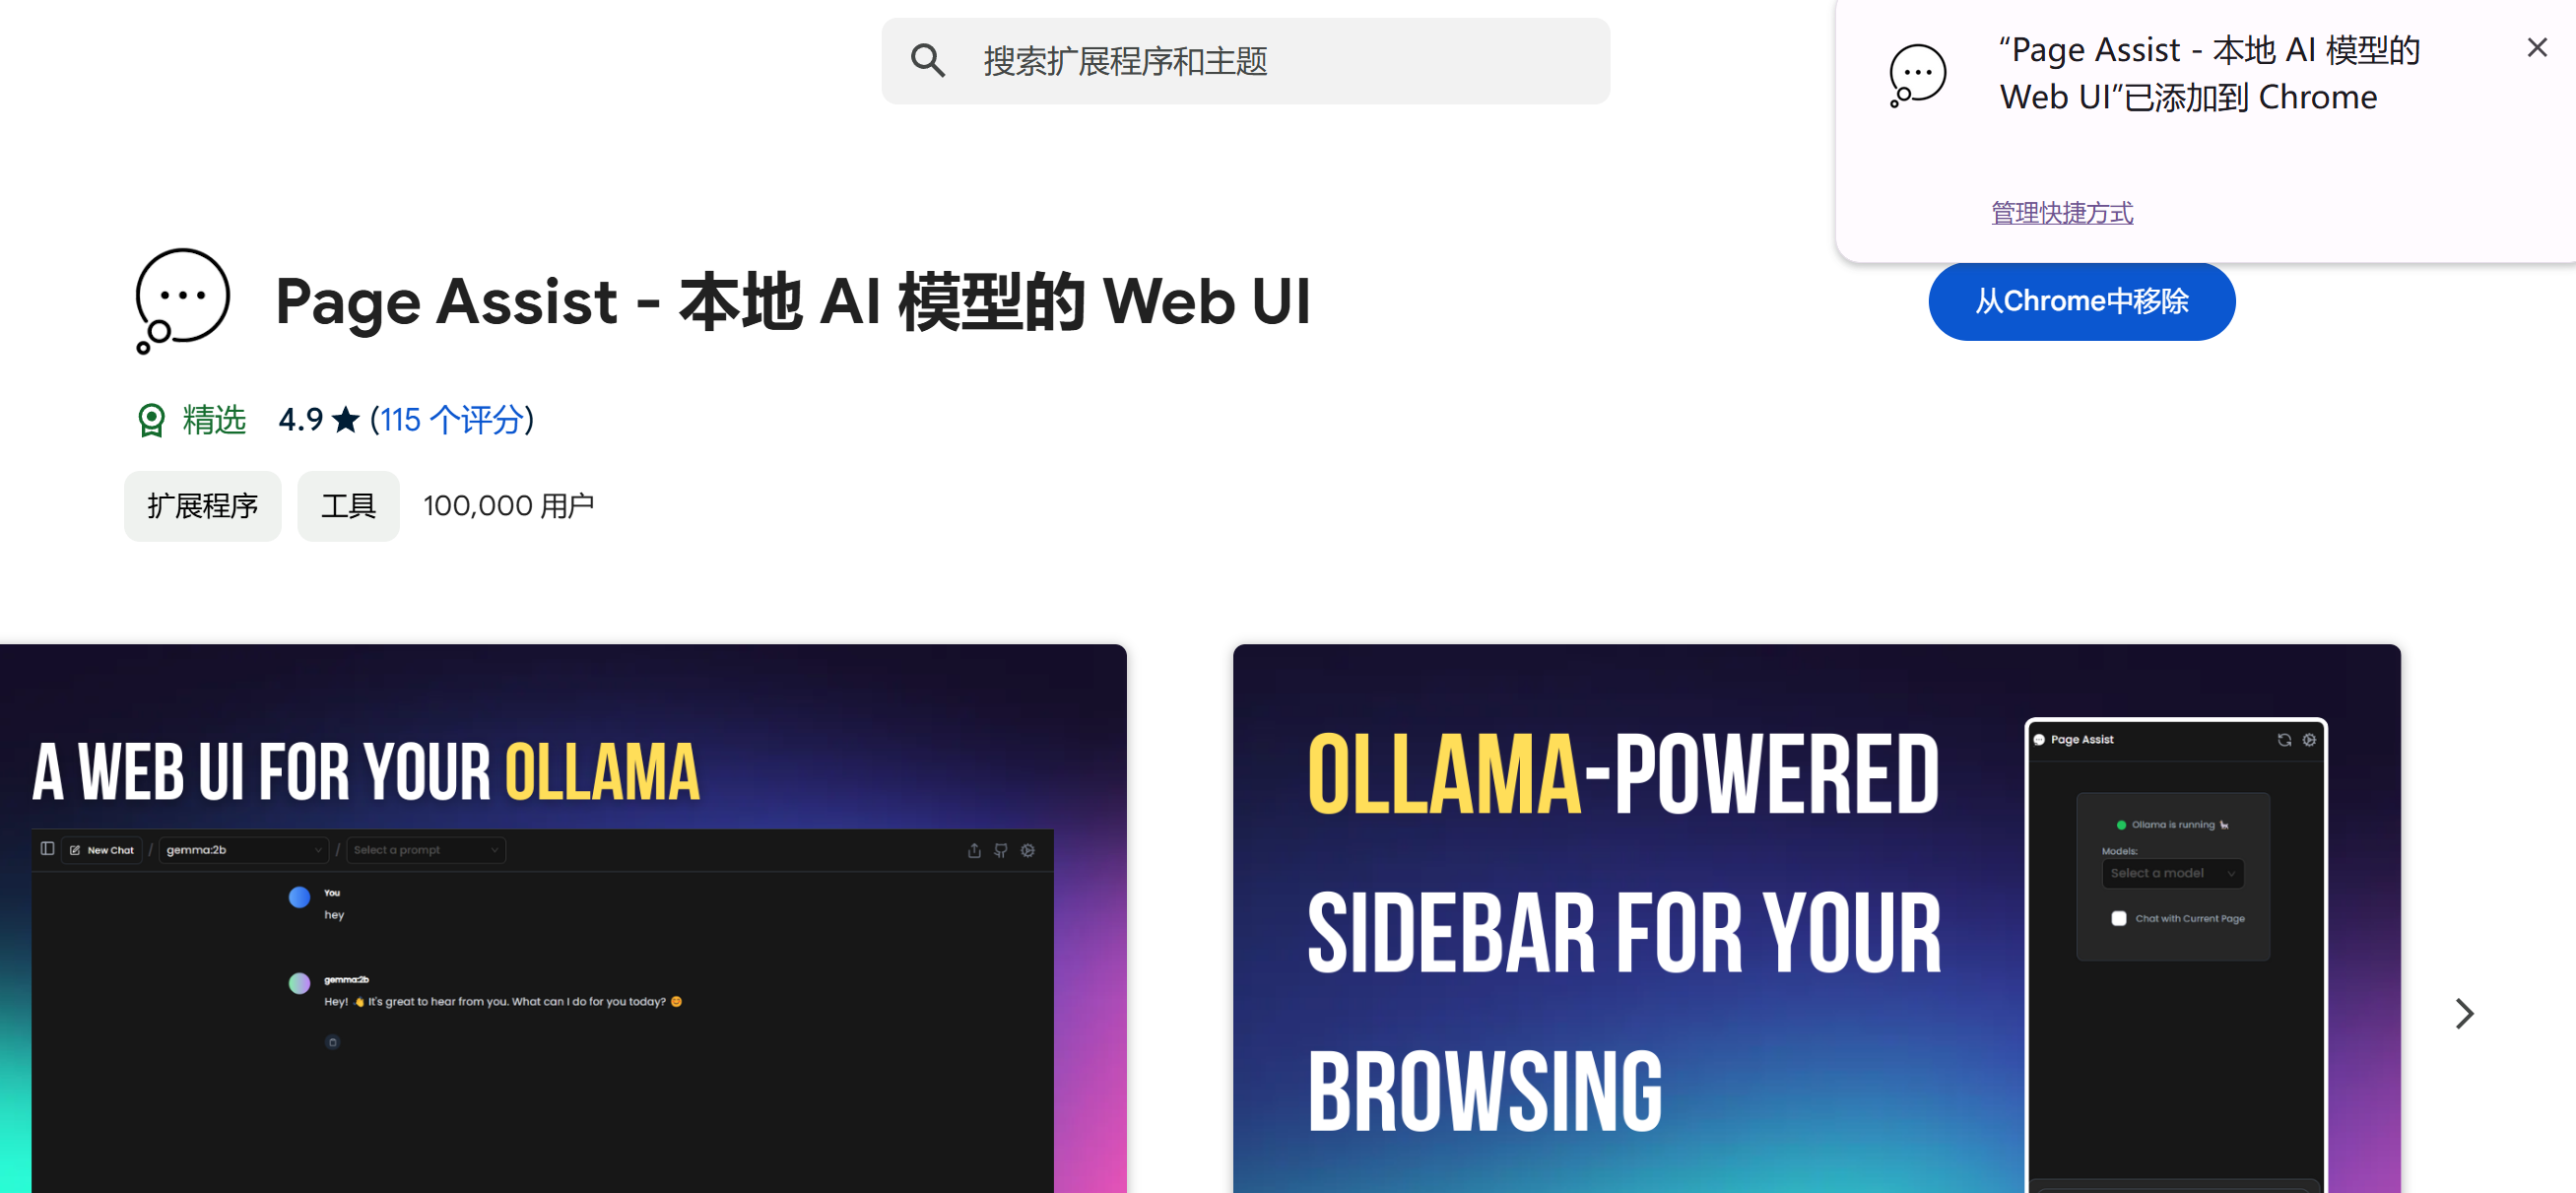 搜索扩展程序和主题
“Page Assist - 本地 AI 模型的
Web UI”已添加到 Chrome
管理快捷方式
Page Assist - 本地 AI 模型的 Web UI
从Chrome中移除
精选 4.9 ★ (115 个评分)
扩展程序 工具 100,000 用户
A WEB UI FOR YOUR OLLAMA
New Chat / gemma:2b / Select a prompt
You
hey
gemma:2b
Hey! 👋 It's great to hear from you. What can I do for you today? 😊
OLLAMA-POWERED
SIDEBAR FOR YOUR
BROWSING
Page Assist
Ollama is running 🦙
Models:
Select a model
Chat with Current Page